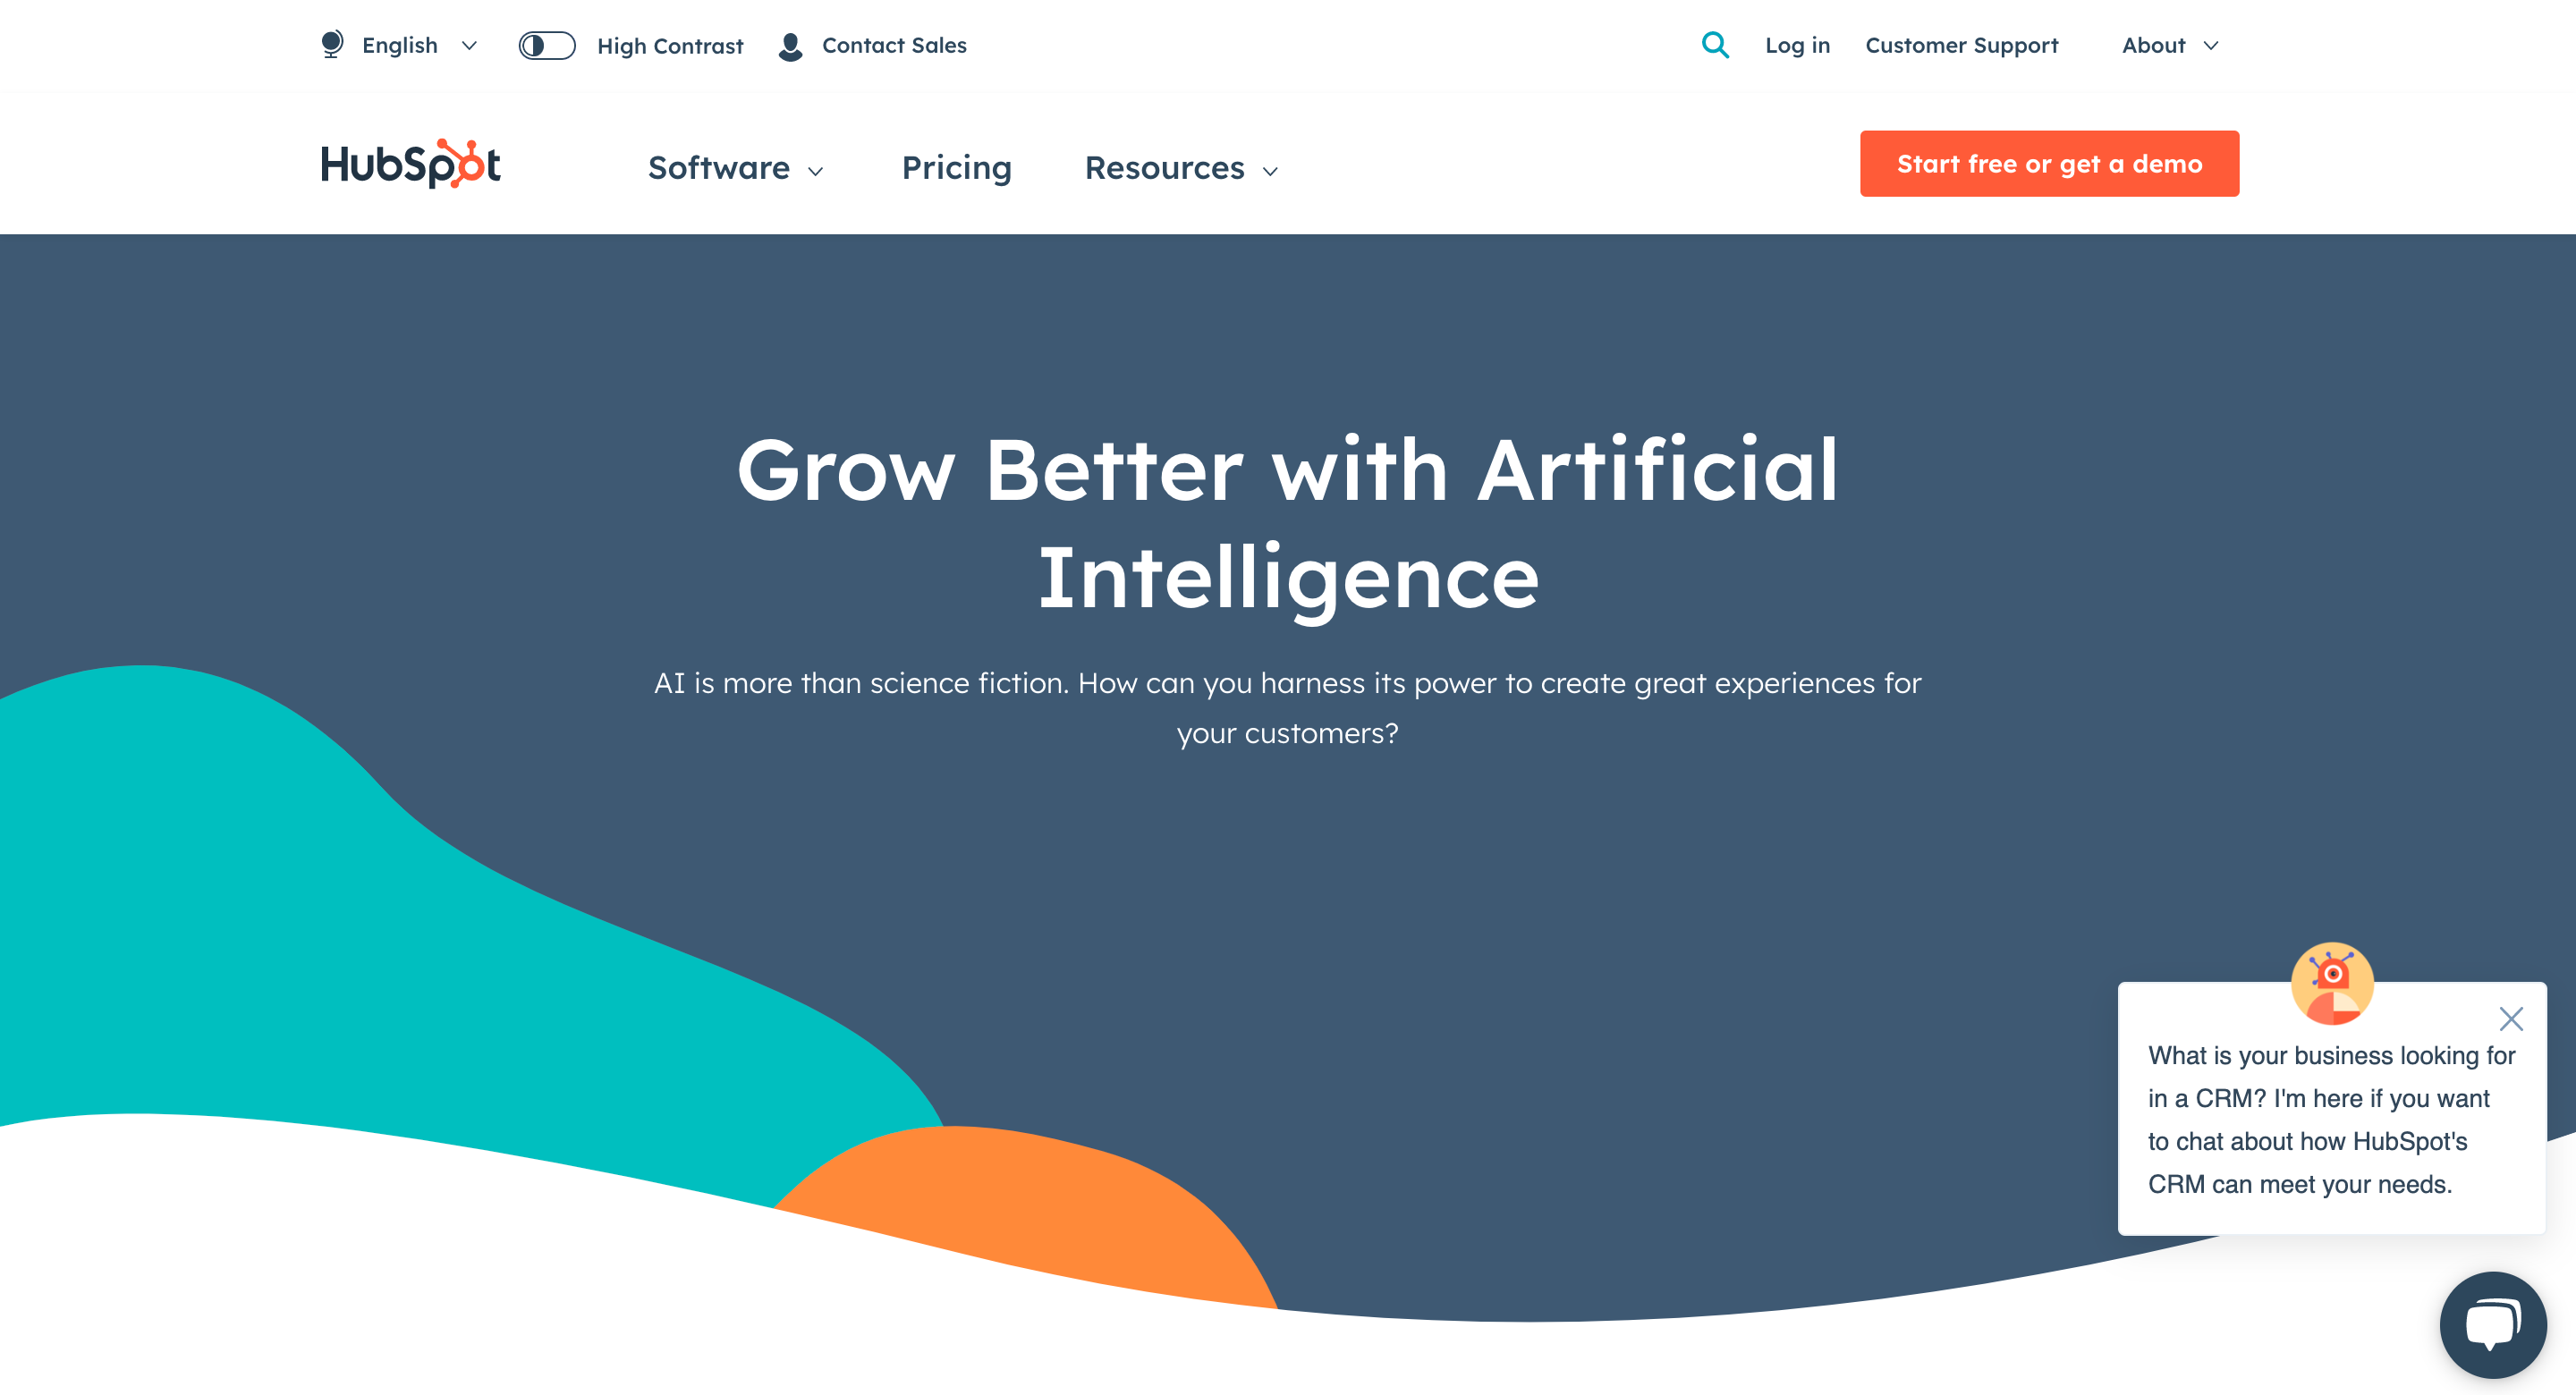 English
High Contrast
Contact Sales
Log in
Customer Support
About
HubSpot
Software
Pricing
Resources
Start free or get a demo
Grow Better with Artificial
Intelligence
AI is more than science fiction. How can you harness its power to create great experiences for
your customers?
What is your business looking for
in a CRM? I'm here if you want
to chat about how HubSpot's
CRM can meet your needs.